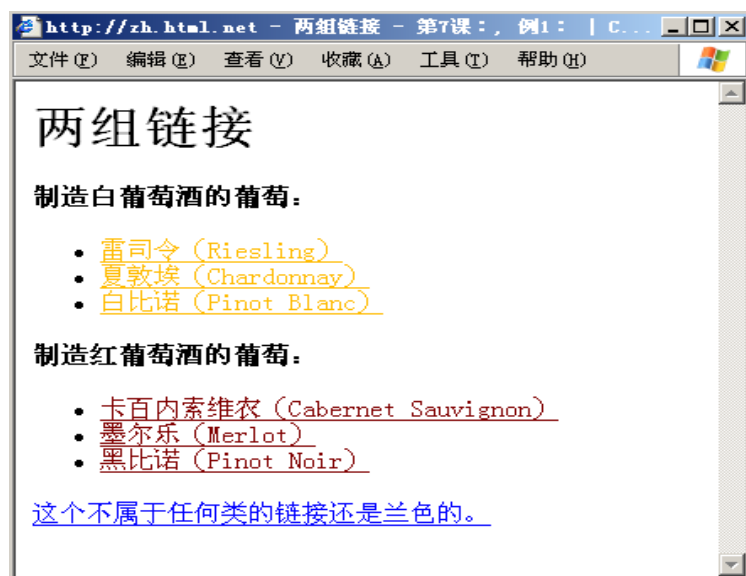 http://zh.html.net - 两组链接 - 第7课：, 例1： | C...
文件(F) 编辑(E) 查看(V) 收藏(A) 工具(T) 帮助(H)
两组链接
制造白葡萄酒的葡萄：
雷司令（Riesling）
夏敦埃（Chardonnay）
白比诺（Pinot Blanc）
制造红葡萄酒的葡萄：
卡百内索维农（Cabernet Sauvignon）
墨尔乐（Merlot）
黑比诺（Pinot Noir）
这个不属于任何类的链接还是兰色的。